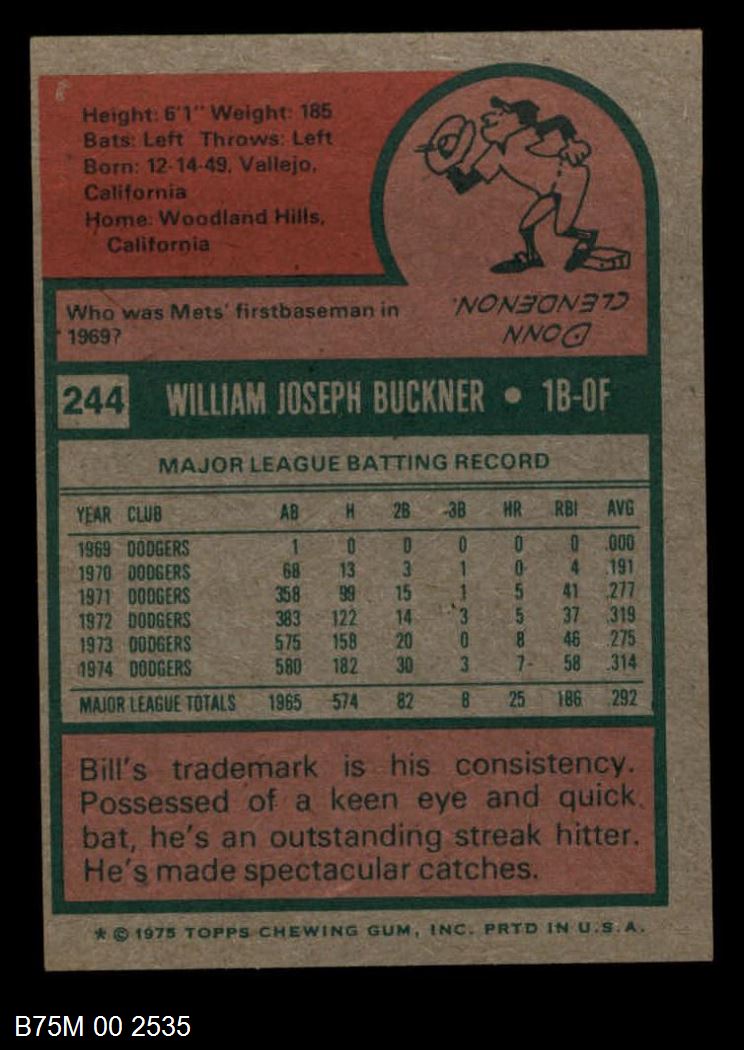 Height: 6'1" Weight: 185
Bats: Left Throws: Left
Born: 12-14-49, Vallejo,
California
Home: Woodland Hills,
California
Who was Mets' firstbaseman in
1969?
DONN
CLENDENON.
244 WILLIAM JOSEPH BUCKNER • 1B-OF
MAJOR LEAGUE BATTING RECORD
YEAR CLUB AB H 2B 3B HR RBI AVG
1969 DODGERS 1 0 0 0 0 0 .000
1970 DODGERS 68 13 3 1 0 4 .191
1971 DODGERS 358 99 15 1 5 41 .277
1972 DODGERS 383 122 14 3 5 37 .319
1973 DODGERS 575 158 20 0 8 46 .275
1974 DODGERS 580 182 30 3 7 58 .314
MAJOR LEAGUE TOTALS 1965 574 82 8 25 186 .292
Bill's trademark is his consistency.
Possessed of a keen eye and quick
bat, he's an outstanding streak hitter.
He's made spectacular catches.
* © 1975 TOPPS CHEWING GUM, INC. PRTD IN U.S.A.
B75M 00 2535